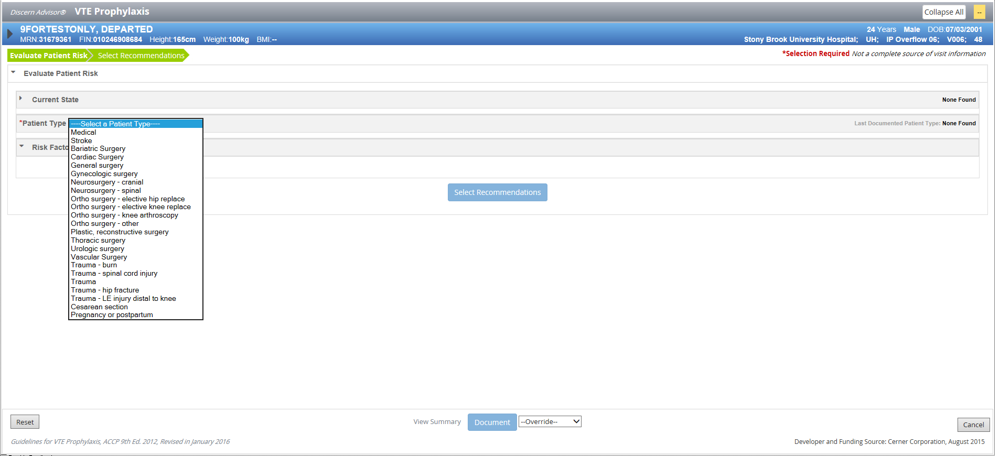 Discern Advisor® VTE Prophylaxis Collapse All --
9FORTESTONLY, DEPARTED 24 Years Male DOB:07/03/2001
MRN:31679361 FIN:010246908684 Height:165cm Weight:100kg BMI:-- Stony Brook University Hospital; UH; IP Overflow 06; V006; 48
Evaluate Patient Risk Select Recommendations *Selection Required Not a complete source of visit information
Evaluate Patient Risk
Current State None Found
*Patient Type ----Select a Patient Type---- Last Documented Patient Type: None Found
Medical
Stroke
Risk Facto
Bariatric Surgery
Cardiac Surgery
General surgery
Gynecologic surgery
Neurosurgery - cranial
Neurosurgery - spinal
Select Recommendations
Ortho surgery - elective hip replace
Ortho surgery - elective knee replace
Ortho surgery - knee arthroscopy
Ortho surgery - other
Plastic, reconstructive surgery
Thoracic surgery
Urologic surgery
Vascular Surgery
Trauma - burn
Trauma - spinal cord injury
Trauma
Trauma - hip fracture
Trauma - LE injury distal to knee
Cesarean section
Pregnancy or postpartum
Reset View Summary Document --Override-- Cancel
Guidelines for VTE Prophylaxis, ACCP 9th Ed. 2012, Revised in January 2016 Developer and Funding Source: Cerner Corporation, August 2015